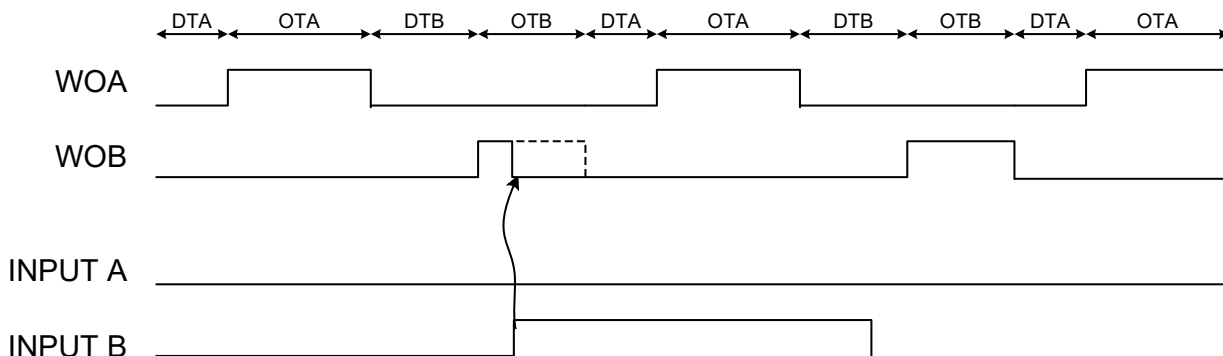 DTA OTA DTB OTB DTA OTA DTB OTB DTA OTA
WOA
WOB
INPUT A
INPUT B